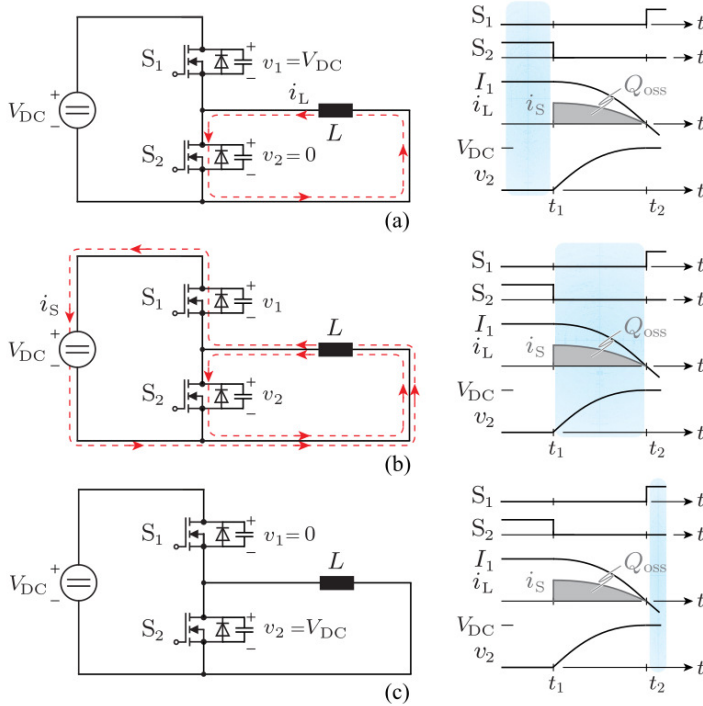 S1
v1=VDC
+
−
VDC
+
−
iL
L
S2
v2=0
+
−
(a)
S1
t
S2
t
I1
iL
iS
Qoss
t
VDC
v2
t
t1
t2
iS
S1
v1
+
−
VDC
+
−
L
S2
v2
+
−
(b)
S1
t
S2
t
I1
iL
iS
Qoss
t
VDC
v2
t
t1
t2
S1
v1=0
+
−
VDC
+
−
L
S2
v2=VDC
+
−
(c)
S1
t
S2
t
I1
iL
iS
Qoss
t
VDC
v2
t
t1
t2